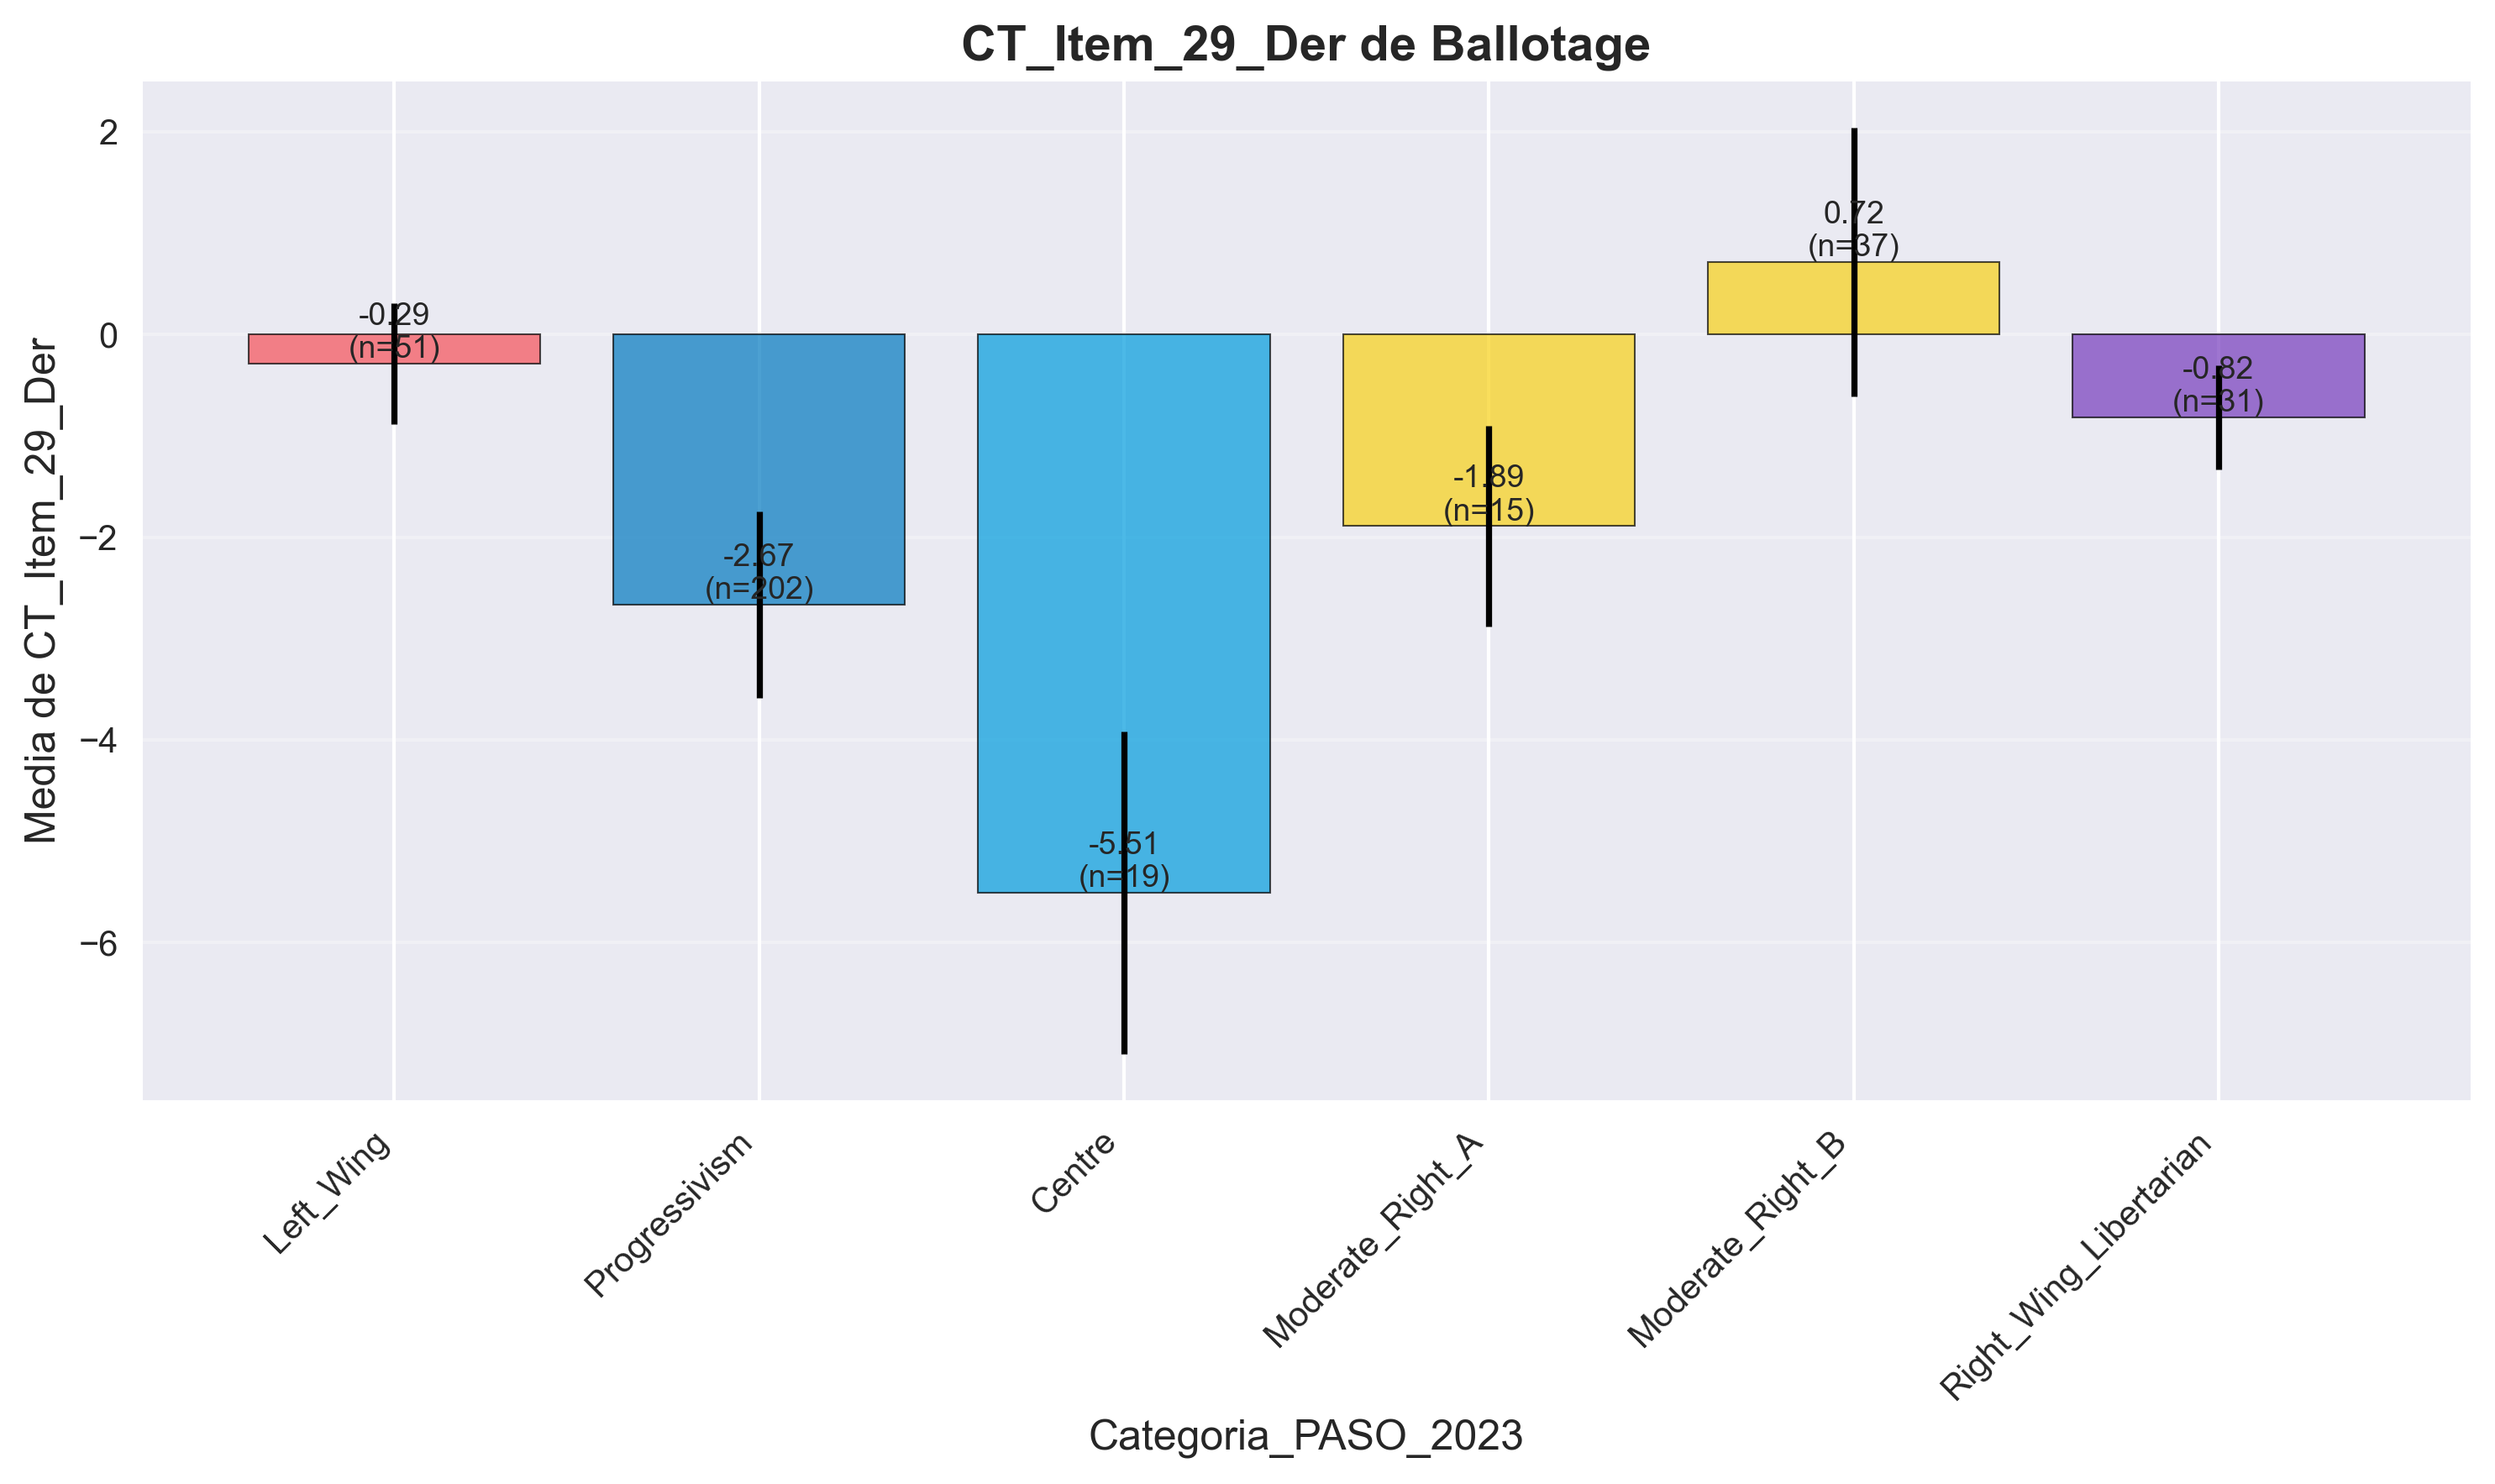 CT_Item_29_Der de Ballotage
Media de CT_Item_29_Der
2
0
−2
−4
−6
-0.29
(n=51)
-2.67
(n=202)
-5.51
(n=19)
-1.89
(n=15)
0.72
(n=37)
-0.82
(n=31)
Left_Wing
Progressivism
Centre
Moderate_Right_A
Moderate_Right_B
Right_Wing_Libertarian
Categoria_PASO_2023